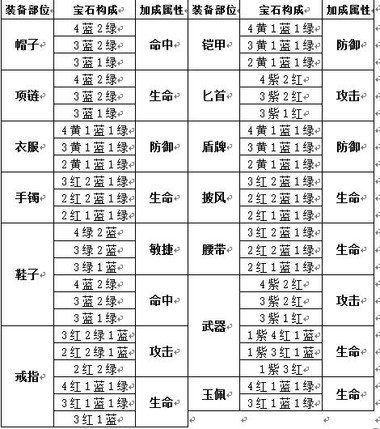 装备部位 宝石构成 加成属性 装备部位 宝石构成 加成属性
4蓝2绿 4黄1蓝1绿
帽子 3蓝2绿 命中 铠甲 3黄1蓝1绿 防御
3蓝2绿 2黄1蓝1绿
4蓝2绿 4紫2红
项链 3蓝2绿 生命 匕首 3紫2红 攻击
3蓝2绿 3紫1红
4黄1蓝1绿 4黄1蓝1绿
衣服 3黄1蓝1绿 防御 盾牌 3黄1蓝1绿 防御
2黄1蓝1绿 2黄1蓝1绿
3红2蓝1绿 3红2蓝1绿
手镯 2红2蓝1绿 生命 披风 2红2蓝1绿 生命
2红1蓝1绿 2红1蓝1绿
4绿2蓝 3红2蓝1绿
3绿2蓝 敏捷 腰带 2红2蓝1绿 生命
3绿1蓝 2红1蓝1绿
鞋子
4蓝2绿 4紫2红
3蓝2绿 命中 3紫2红 攻击
3蓝1绿 3紫1红
武器
3红2绿1蓝 1紫4红1蓝
2红2绿1蓝 攻击 1紫3红1蓝 生命
2红2绿 1紫3红
戒指
4红1蓝1绿 4红1蓝1绿
3红1蓝1绿 生命 玉佩 3红1蓝1绿 生命
3红1蓝